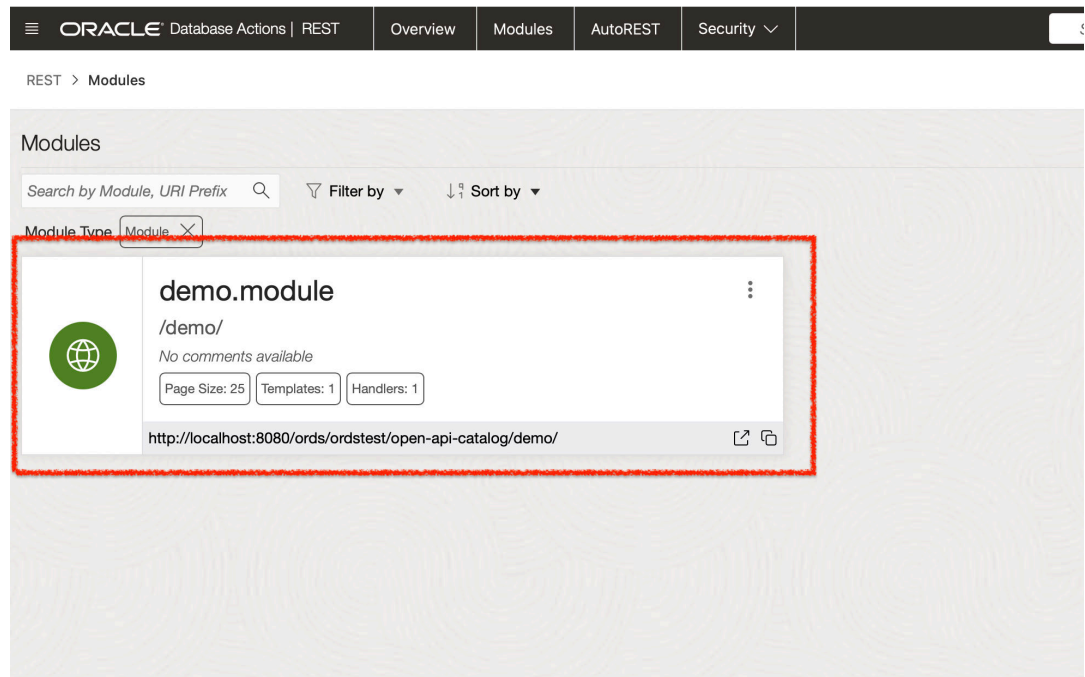 ORACLE Database Actions | REST Overview Modules AutoREST Security
REST > Modules
Modules
Search by Module, URI Prefix Filter by Sort by
Module Type Module
demo.module
/demo/
No comments available
Page Size: 25 Templates: 1 Handlers: 1
http://localhost:8080/ords/ordstest/open-api-catalog/demo/